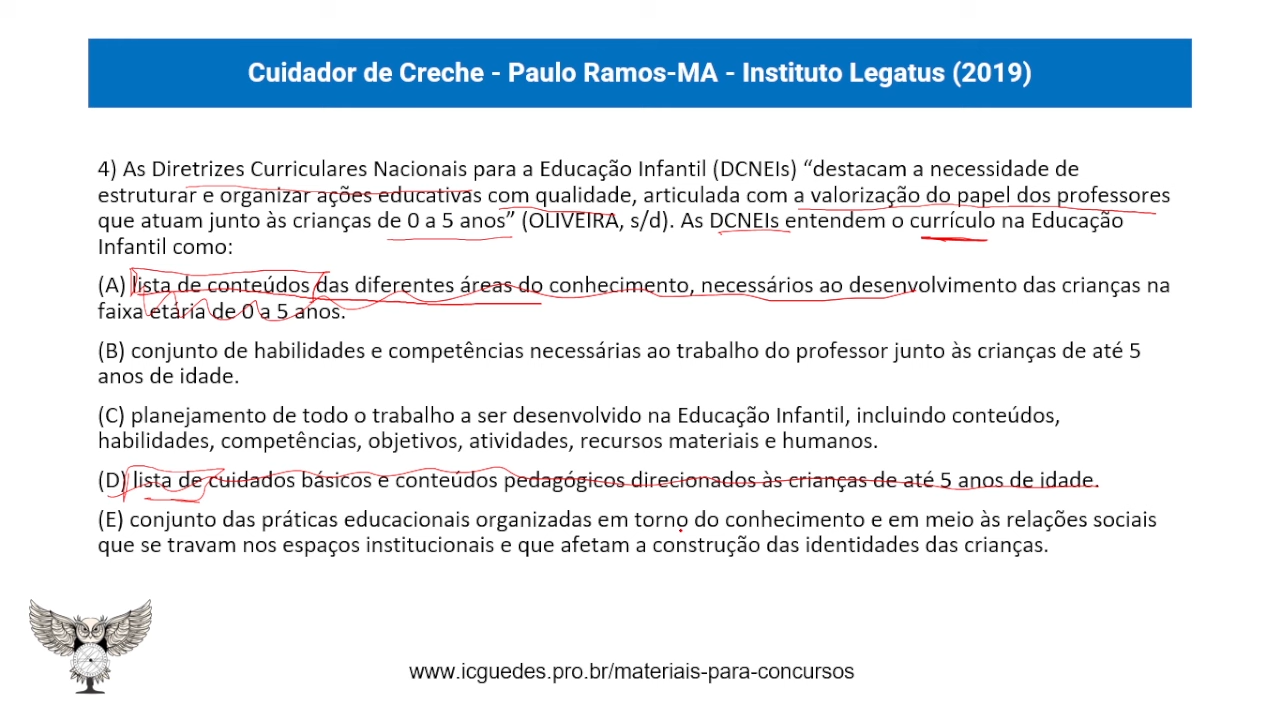 Cuidador de Creche - Paulo Ramos-MA - Instituto Legatus (2019)
4) As Diretrizes Curriculares Nacionais para a Educação Infantil (DCNEIs) “destacam a necessidade de
estruturar e organizar ações educativas com qualidade, articulada com a valorização do papel dos professores
que atuam junto às crianças de 0 a 5 anos” (OLIVEIRA, s/d). As DCNEIs entendem o currículo na Educação
Infantil como:
(A) lista de conteúdos das diferentes áreas do conhecimento, necessários ao desenvolvimento das crianças na
faixa etária de 0 a 5 anos.
(B) conjunto de habilidades e competências necessárias ao trabalho do professor junto às crianças de até 5
anos de idade.
(C) planejamento de todo o trabalho a ser desenvolvido na Educação Infantil, incluindo conteúdos,
habilidades, competências, objetivos, atividades, recursos materiais e humanos.
(D) lista de cuidados básicos e conteúdos pedagógicos direcionados às crianças de até 5 anos de idade.
(E) conjunto das práticas educacionais organizadas em torno do conhecimento e em meio às relações sociais
que se travam nos espaços institucionais e que afetam a construção das identidades das crianças.
www.icguedes.pro.br/materiais-para-concursos